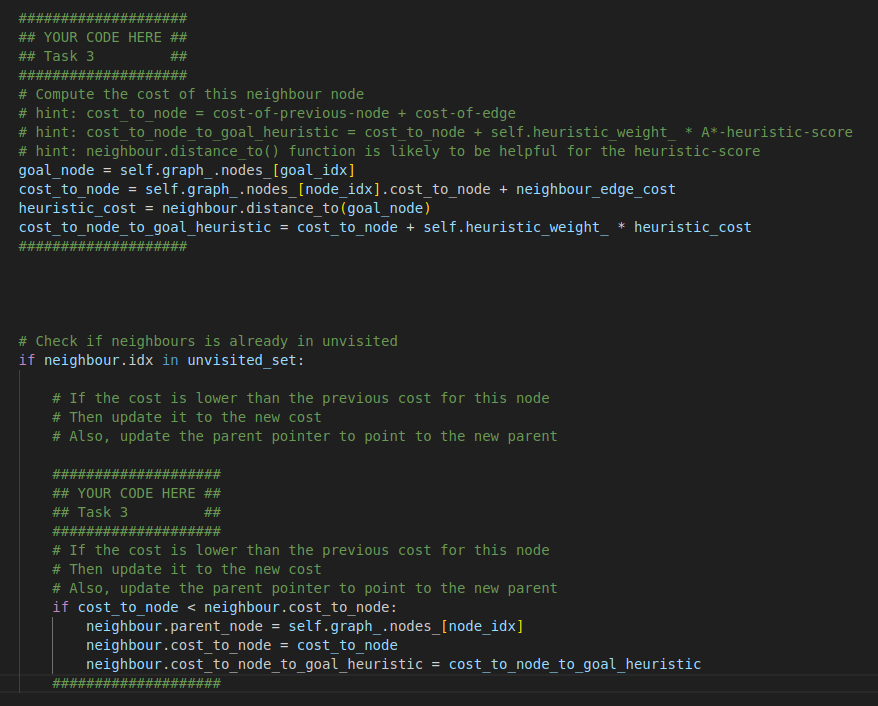 ####################
## YOUR CODE HERE ##
## Task 3         ##
####################
# Compute the cost of this neighbour node
# hint: cost_to_node = cost-of-previous-node + cost-of-edge
# hint: cost_to_node_to_goal_heuristic = cost_to_node + self.heuristic_weight_ * A*-heuristic-score
# hint: neighbour.distance_to() function is likely to be helpful for the heuristic-score
goal_node = self.graph_.nodes_[goal_idx]
cost_to_node = self.graph_.nodes_[node_idx].cost_to_node + neighbour_edge_cost
heuristic_cost = neighbour.distance_to(goal_node)
cost_to_node_to_goal_heuristic = cost_to_node + self.heuristic_weight_ * heuristic_cost
####################
# Check if neighbours is already in unvisited
if neighbour.idx in unvisited_set:
    # If the cost is lower than the previous cost for this node
    # Then update it to the new cost
    # Also, update the parent pointer to point to the new parent
    ####################
    ## YOUR CODE HERE ##
    ## Task 3         ##
    ####################
    # If the cost is lower than the previous cost for this node
    # Then update it to the new cost
    # Also, update the parent pointer to point to the new parent
    if cost_to_node < neighbour.cost_to_node:
        neighbour.parent_node = self.graph_.nodes_[node_idx]
        neighbour.cost_to_node = cost_to_node
        neighbour.cost_to_node_to_goal_heuristic = cost_to_node_to_goal_heuristic
    ####################